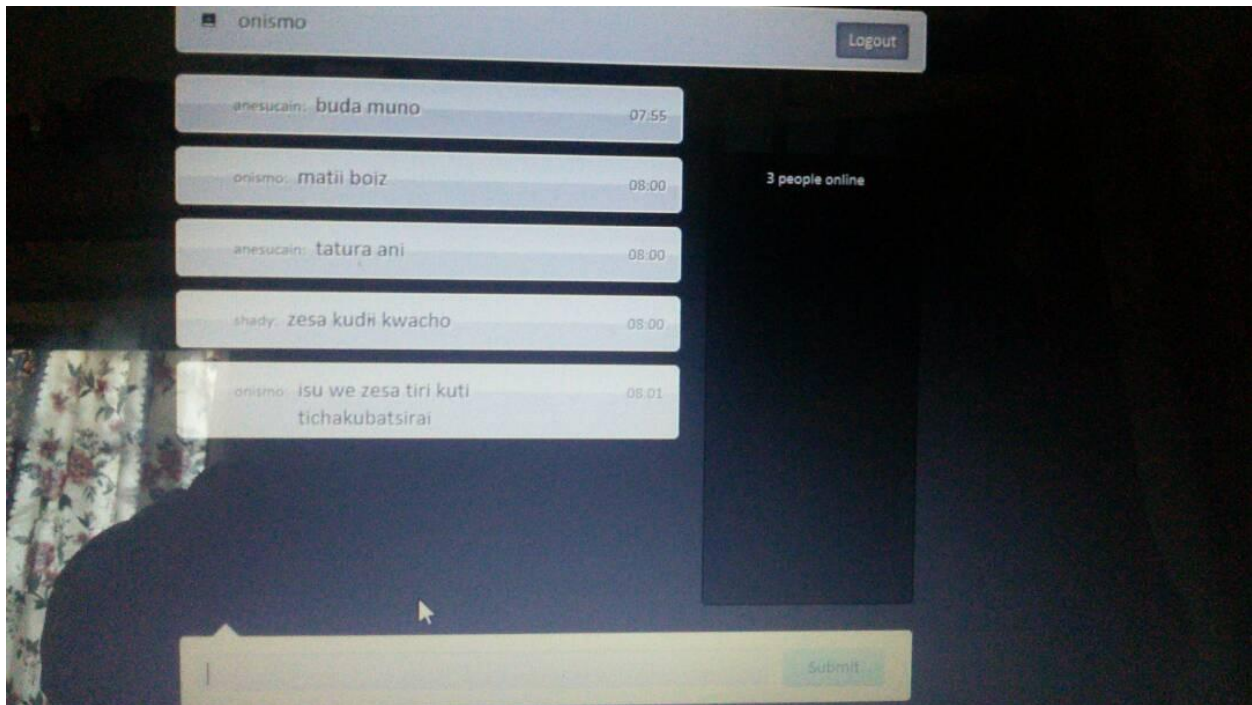 onismo
Logout
anesucain: buda muno 07:55
onismo: matii boiz 08:00
3 people online
anesucain: tatura ani 08:00
shady: zesa kudii kwacho 08:00
onismo: isu we zesa tiri kuti 08:01
tichakubatsirai
Submit